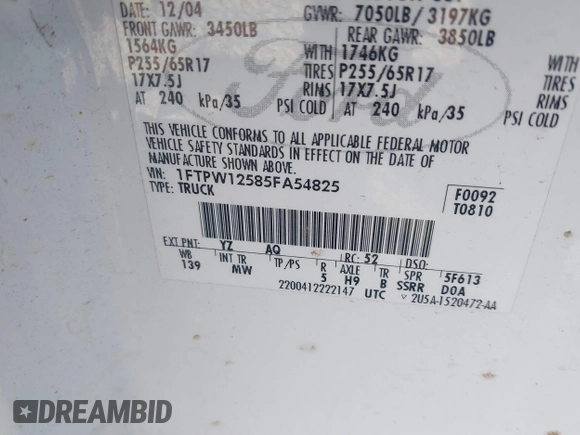 12/04
GVWR: 7050LB / 3197KG
FRONT GAWR: 3450LB
REAR GAWR: 3850LB
1564KG WITH 1746KG WITH
P255/65R17 TIRES P255/65R17 TIRES
17X7.5J RIMS 17X7.5J RIMS
AT 240 kPa/35 PSI COLD AT 240 kPa/35 PSI COLD
Ford
THIS VEHICLE CONFORMS TO ALL APPLICABLE FEDERAL MOTOR
VEHICLE SAFETY STANDARDS IN EFFECT ON THE DATE OF
MANUFACTURE SHOWN ABOVE.
VIN: 1FTPW12585FA54825
TYPE: TRUCK
F0092
T0810
EXT PNT: YZ AQ RC: 52 DSO:
WB INT TR TP/PS R AXLE TR SPR 5F613
139 MW 5 H9 B SSRR DOA
2200412222147 UTC 2U5A-1520472-AA
DREAMBID